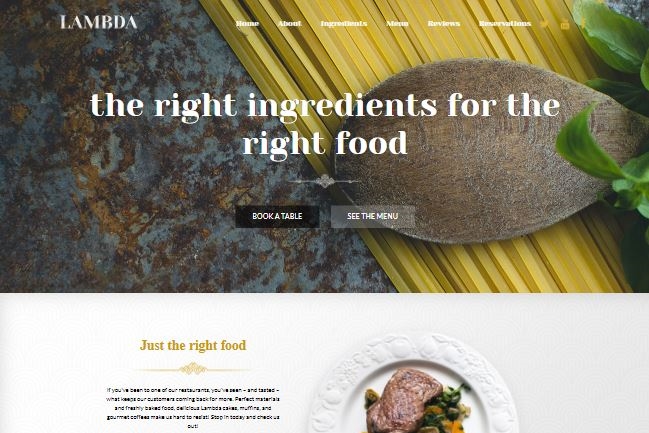 LAMBDA
Home About Ingredients Menu Reviews Reservations
the right ingredients for the
right food
BOOK A TABLE SEE THE MENU
Just the right food
If you've been to one of our restaurants, you've seen – and tasted –
what keeps our customers coming back for more. Perfect materials
and freshly baked food, delicious Lambda cakes, muffins, and
gourmet coffees make us hard to resist! Stop in today and check us
out!